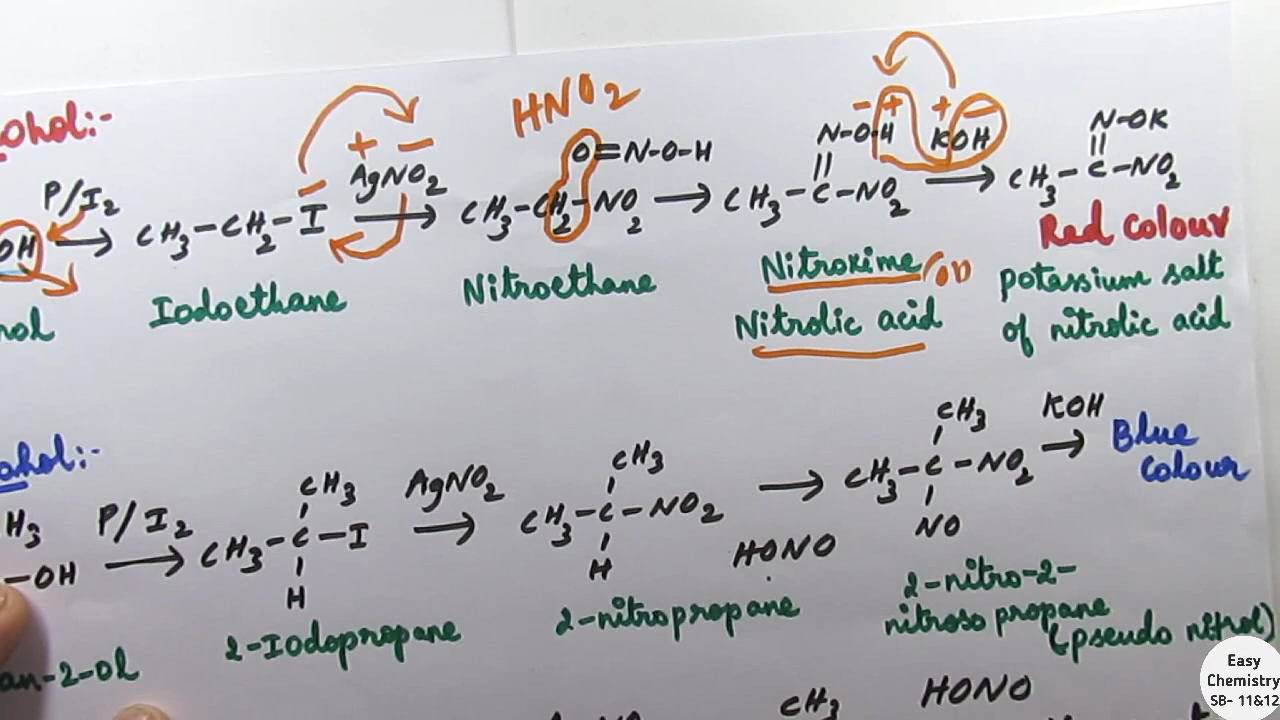 ohol:-
HNO2
P/I2
AgNO2
O=N-O-H
N-O-H
KOH
N-OK
OH
CH3-CH2-I
CH3-CH2-NO2
CH3-C-NO2
CH3-C-NO2
Red colour
Iodoethane
Nitroethane
Nitroxime/(or)
Nitrolic acid
potassium salt
of nitrolic acid
nol
ohol:-
H3
-OH
P/I2
CH3
CH3-C-I
H
2-Iodopropane
AgNO2
CH3
CH3-C-NO2
H
2-nitropropane
HONO
CH3
CH3-C-NO2
NO
2-nitro-2-
nitroso propane
(pseudo nitrol)
KOH
Blue
colour
an-2-ol
CH3
HONO
Easy
Chemistry
SB- 11&12